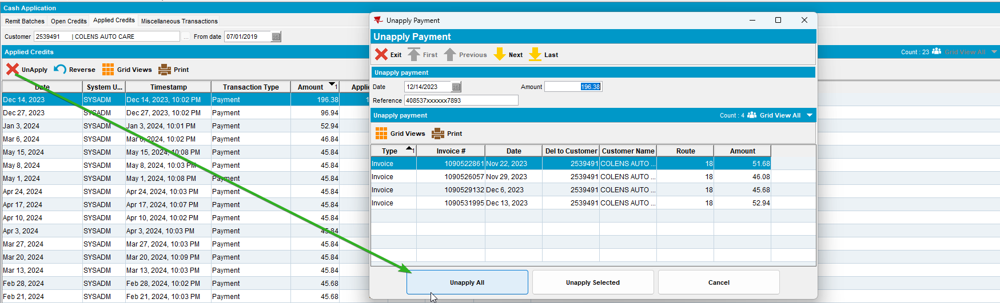 Cash Application
Remit Batches Open Credits Applied Credits Miscellaneous Transactions
Customer 2539491 | COLENS AUTO CARE ... From date 07/01/2019 16
Applied Credits Count : 23 Grid View All
UnApply Reverse Grid Views Print
Date System U... Timestamp Transaction Type Amount 1 Applie
Dec 14, 2023 SYSADM Dec 14, 2023, 10:02 PM Payment 196.38 1
Dec 27, 2023 SYSADM Dec 27, 2023, 10:02 PM Payment 96.94
Jan 3, 2024 SYSADM Jan 3, 2024, 10:01 PM Payment 52.94
Mar 6, 2024 SYSADM Mar 6, 2024, 10:02 PM Payment 46.84
May 15, 2024 SYSADM May 15, 2024, 10:08 PM Payment 45.84
May 8, 2024 SYSADM May 8, 2024, 10:03 PM Payment 45.84
May 1, 2024 SYSADM May 1, 2024, 10:08 PM Payment 45.84
Apr 24, 2024 SYSADM Apr 24, 2024, 10:03 PM Payment 45.84
Apr 17, 2024 SYSADM Apr 17, 2024, 10:07 PM Payment 45.84
Apr 10, 2024 SYSADM Apr 10, 2024, 10:02 PM Payment 45.84
Apr 3, 2024 SYSADM Apr 3, 2024, 10:03 PM Payment 45.84
Mar 27, 2024 SYSADM Mar 27, 2024, 10:03 PM Payment 45.84
Mar 20, 2024 SYSADM Mar 20, 2024, 10:09 PM Payment 45.84
Mar 13, 2024 SYSADM Mar 13, 2024, 10:03 PM Payment 45.84
Feb 28, 2024 SYSADM Feb 28, 2024, 10:02 PM Payment 45.68
Feb 21, 2024 SYSADM Feb 21, 2024, 10:03 PM Payment 45.68
Unapply Payment
Unapply Payment
Exit First Previous Next Last
Unapply payment
Date 12/14/2023 16 Amount 196.38
Reference 408537xxxxxx7893
Unapply payment Count : 4 Grid View All
Grid Views Print
Type 1 Invoice # Date Del to Customer Customer Name Route Amount
Invoice 1090522861 Nov 22, 2023 2539491 COLENS AUTO ... 18 51.68
Invoice 1090526057 Nov 29, 2023 2539491 COLENS AUTO ... 18 46.08
Invoice 1090529132 Dec 6, 2023 2539491 COLENS AUTO ... 18 45.68
Invoice 1090531995 Dec 13, 2023 2539491 COLENS AUTO ... 18 52.94
Unapply All Unapply Selected Cancel